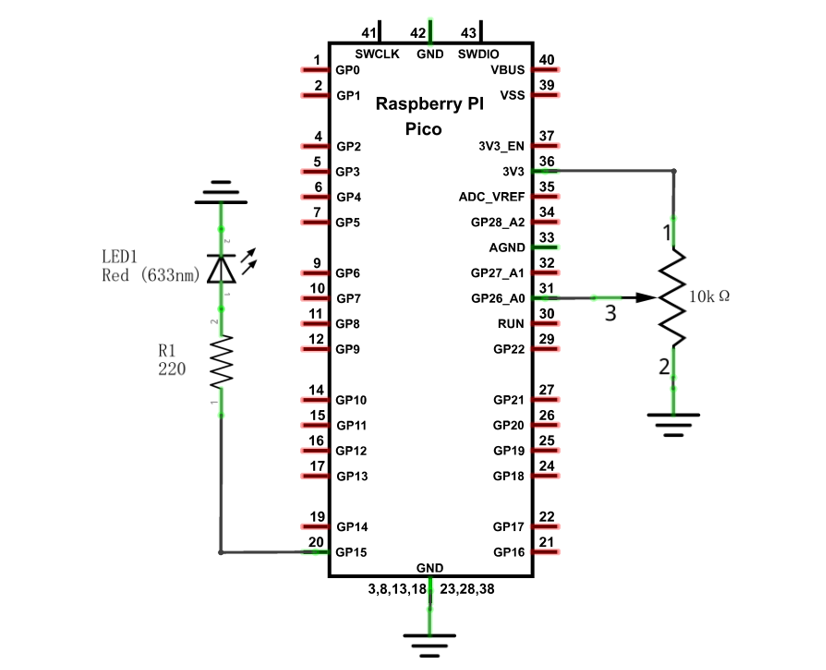 41 42 43
SWCLK GND SWDIO
1 GP0 VBUS 40
2 GP1 VSS 39
Raspberry PI
Pico
4 GP2 3V3_EN 37
5 GP3 3V3 36
6 GP4 ADC_VREF 35
7 GP5 GP28_A2 34
1
2
AGND 33
LED1
Red (633nm)
9 GP6 GP27_A1 32
1
10 GP7 GP26_A0 31
10k Ω
3
2
11 GP8 RUN 30
12 GP9 GP22 29
R1
220
2
1
14 GP10 GP21 27
15 GP11 GP20 26
16 GP12 GP19 25
17 GP13 GP18 24
19 GP14 GP17 22
20 GP15 GP16 21
GND
3,8,13,18 23,28,38